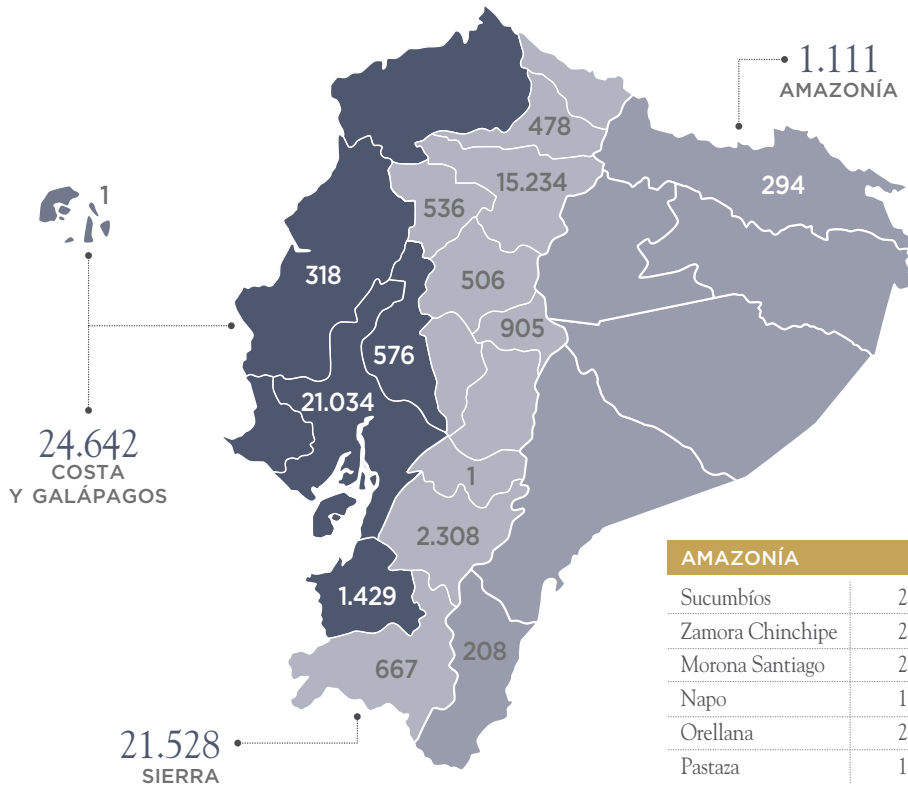 1.111
AMAZONÍA
478
15.234
294
1
536
318
506
905
576
21.034
24.642
COSTA
Y GALÁPAGOS
1
2.308
1.429
667
208
21.528
SIERRA
AMAZONÍA
Sucumbíos 2
Zamora Chinchipe 2
Morona Santiago 2
Napo 1
Orellana 2
Pastaza 1